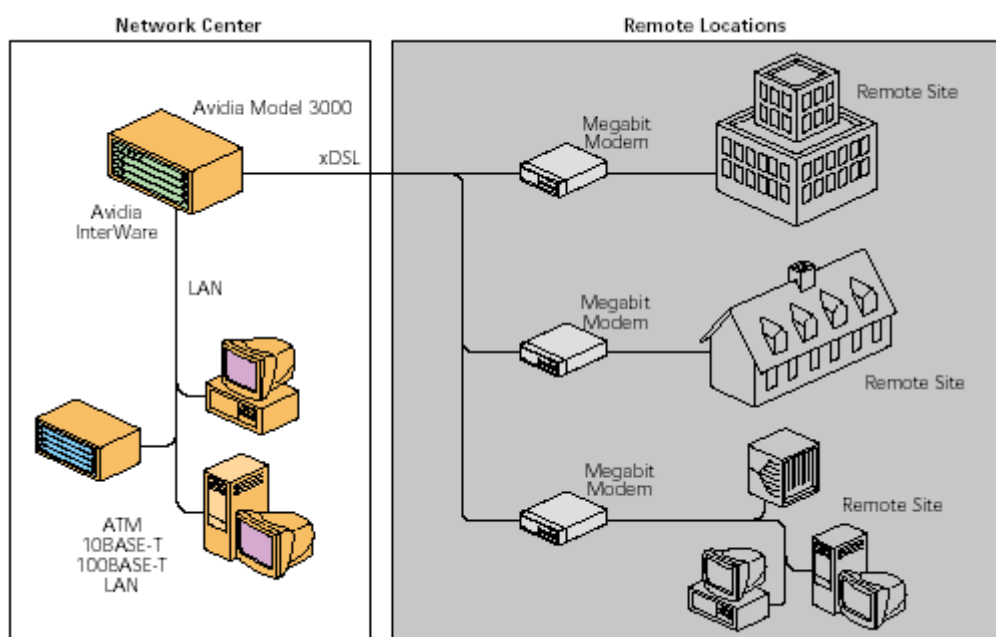 Network Center
Remote Locations
Avidia Model 3000
xDSL
Avidia
InterWare
LAN
ATM
10BASE-T
100BASE-T
LAN
Megabit
Modem
Remote Site
Megabit
Modem
Remote Site
Megabit
Modem
Remote Site